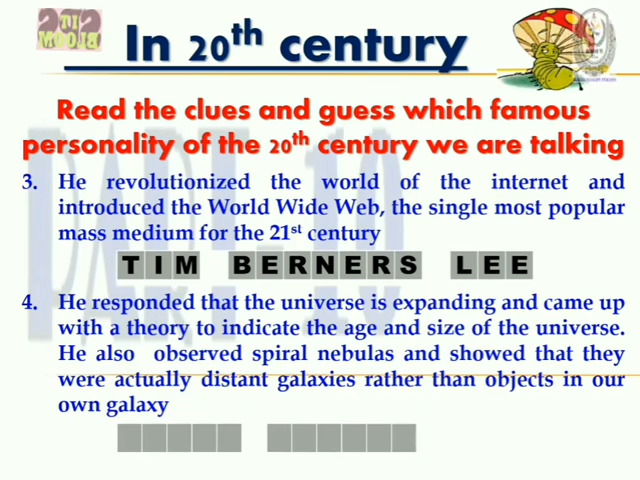 In 20th century
Read the clues and guess which famous
personality of the 20th century we are talking
3. He revolutionized the world of the internet and
introduced the World Wide Web, the single most popular
mass medium for the 21st century
TIM BERNERS LEE
4. He responded that the universe is expanding and came up
with a theory to indicate the age and size of the universe.
He also observed spiral nebulas and showed that they
were actually distant galaxies rather than objects in our
own galaxy